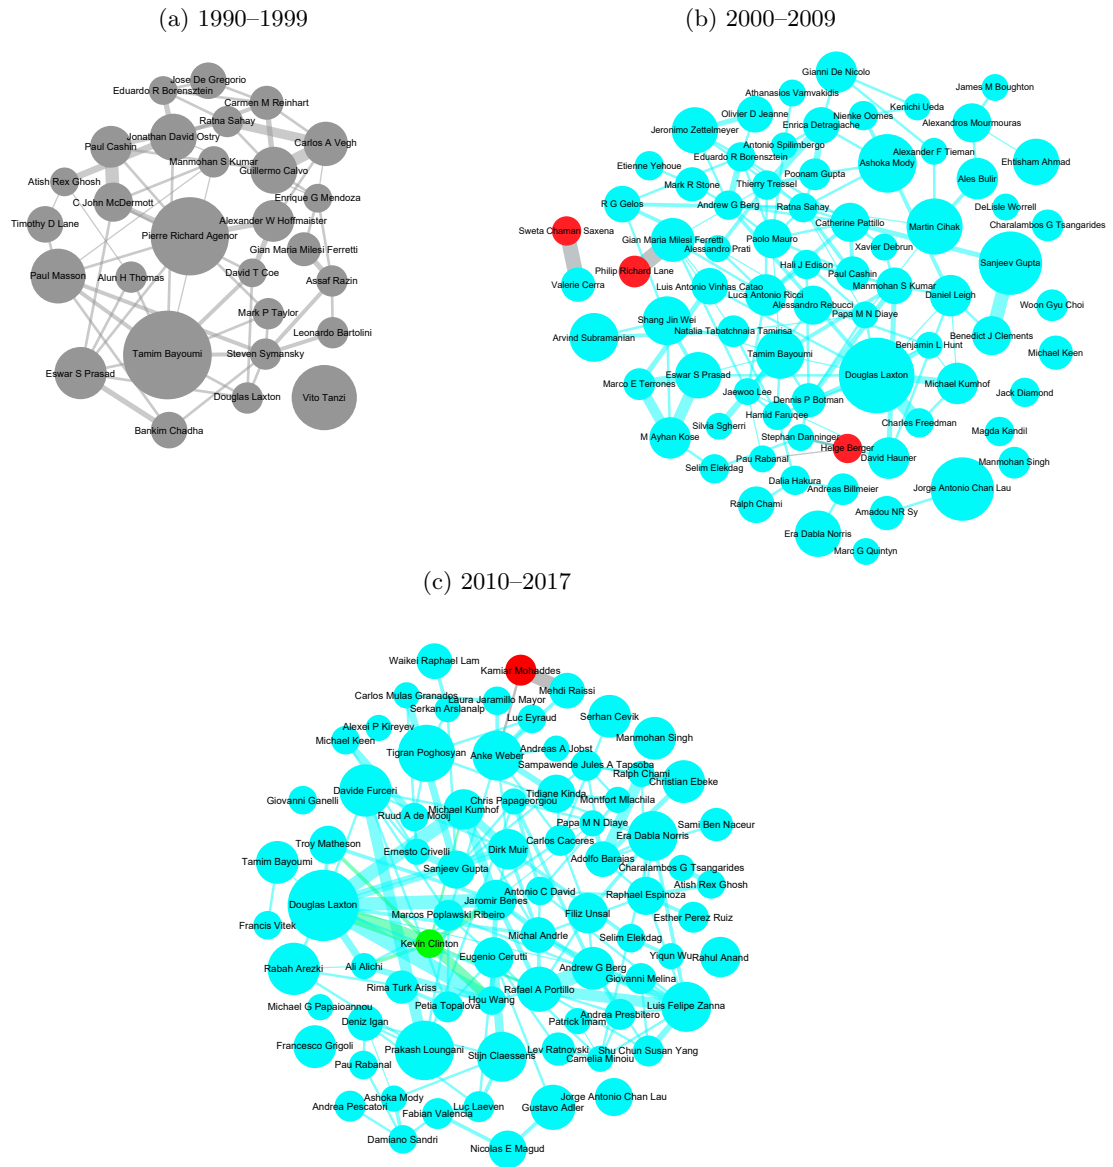 (a) 1990–1999
Jose De Gregorio
Eduardo R Borensztein
Carmen M Reinhart
Ratna Sahay
Jonathan David Ostry
Carlos A Vegh
Paul Cashin
Manmohan S Kumar
Guillermo Calvo
Atish Rex Ghosh
Enrique G Mendoza
C John McDermott
Alexander W Hoffmaister
Timothy D Lane
Pierre Richard Agenor
Gian Maria Milesi Ferretti
Paul Masson
Alun H Thomas
David T Coe
Assaf Razin
Mark P Taylor
Leonardo Bartolini
Tamim Bayoumi
Steven Symansky
Eswar S Prasad
Douglas Laxton
Vito Tanzi
Bankim Chadha
(b) 2000–2009
Gianni De Nicolo
James M Boughton
Athanasios Vamvakidis
Kenichi Ueda
Olivier D Jeanne
Nienke Oomes
Alexandros Mourmouras
Jeronimo Zettelmeyer
Enrica Detragiache
Antonio Spilimbergo
Alexander F Tieman
Eduardo R Borensztein
Ashoka Mody
Ehtisham Ahmad
Etienne Yehoue
Poonam Gupta
Ales Bulir
Mark R Stone
Thierry Tressel
R G Gelos
Andrew G Berg
Ratna Sahay
DeLisle Worrell
Sweta Chaman Saxena
Catherine Pattillo
Martin Cihak
Charalambos G Tsangarides
Gian Maria Milesi Ferretti
Paolo Mauro
Alessandro Prati
Xavier Debrun
Sanjeev Gupta
Philip Richard Lane
Hali J Edison
Paul Cashin
Valerie Cerra
Luis Antonio Vinhas Catao
Manmohan S Kumar
Luca Antonio Ricci
Daniel Leigh
Woon Gyu Choi
Alessandro Rebucci
Papa M N Diaye
Shang Jin Wei
Arvind Subramanian
Natalia Tabatchnaia Tamirisa
Benedict J Clements
Benjamin L Hunt
Michael Keen
Tamim Bayoumi
Eswar S Prasad
Douglas Laxton
Marco E Terrones
Michael Kumhof
Jaewoo Lee
Jack Diamond
Dennis P Botman
Hamid Faruqee
Charles Freedman
M Ayhan Kose
Silvia Sgherri
Magda Kandil
Stephan Danninger
Helge Berger
David Hauner
Pau Rabanal
Selim Elekdag
Manmohan Singh
Dalia Hakura
Jorge Antonio Chan Lau
Andreas Billmeier
Ralph Chami
Amadou NR Sy
Era Dabla Norris
Marc G Quintyn
(c) 2010–2017
Waikei Raphael Lam
Kamiar Mohaddes
Mehdi Raissi
Carlos Mulas Granados
Laura Jaramillo Mayor
Serkan Arslanalp
Luc Eyraud
Serhan Cevik
Alexei P Kireyev
Michael Keen
Manmohan Singh
Tigran Poghosyan
Anke Weber
Andreas A Jobst
Sampawende Jules A Tapsoba
Ralph Chami
Christian Ebeke
Davide Furceri
Giovanni Ganelli
Chris Papageorgiou
Tidiane Kinda
Montfort Mlachila
Michael Kumhof
Ruud A de Mooij
Papa M N Diaye
Sami Ben Naceur
Era Dabla Norris
Troy Matheson
Carlos Caceres
Ernesto Crivelli
Dirk Muir
Adolfo Barajas
Tamim Bayoumi
Sanjeev Gupta
Charalambos G Tsangarides
Atish Rex Ghosh
Antonio C David
Raphael Espinoza
Douglas Laxton
Jaromir Benes
Marcos Poplawski Ribeiro
Filiz Unsal
Esther Perez Ruiz
Francis Vitek
Michal Andrle
Selim Elekdag
Kevin Clinton
Eugenio Cerutti
Yiqun Wu
Rahul Anand
Rabah Arezki
Ali Alichi
Andrew G Berg
Giovanni Melina
Rima Turk Ariss
Rafael A Portillo
Hou Wang
Michael G Papaioannou
Petia Topalova
Luis Felipe Zanna
Andrea Presbitero
Deniz Igan
Patrick Imam
Francesco Grigoli
Prakash Loungani
Stijn Claessens
Lev Ratnovski
Shu Chun Susan Yang
Camelia Minoiu
Pau Rabanal
Ashoka Mody
Jorge Antonio Chan Lau
Andrea Pescatori
Luc Laeven
Gustavo Adler
Fabian Valencia
Damiano Sandri
Nicolas E Magud